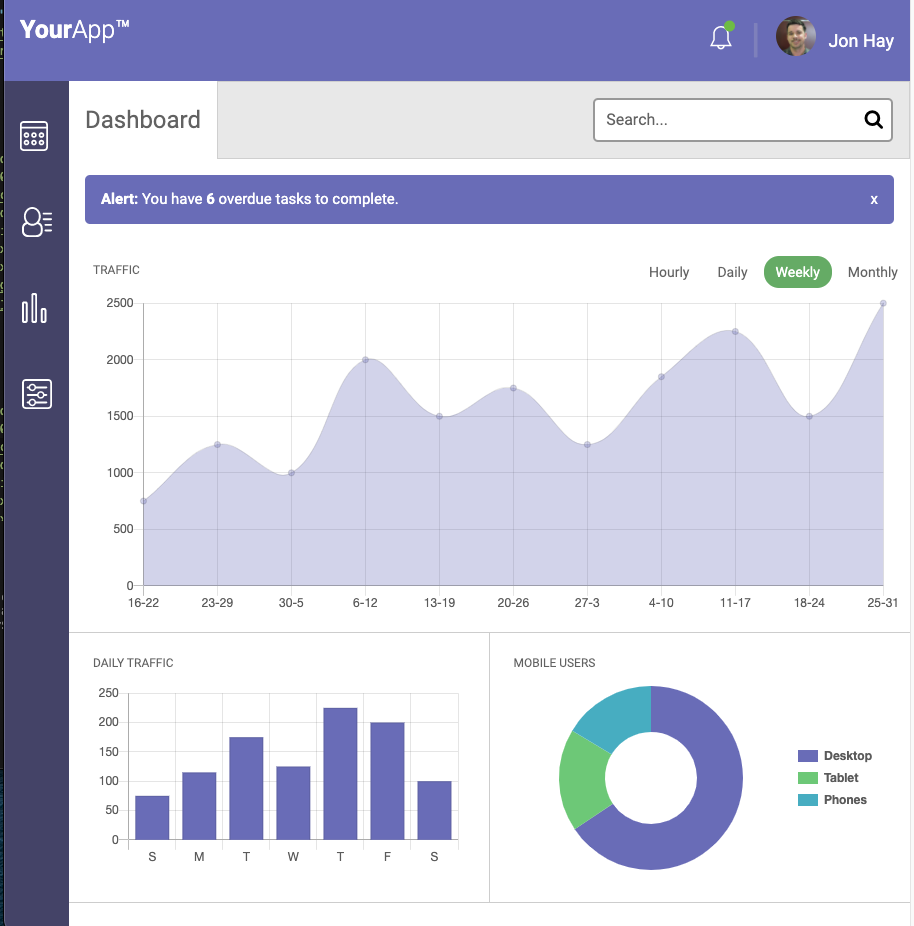 YourApp™
Jon Hay
Dashboard
Search...
Alert: You have 6 overdue tasks to complete.
x
TRAFFIC
Hourly Daily Weekly Monthly
2500
2000
1500
1000
500
0
16-22 23-29 30-5 6-12 13-19 20-26 27-3 4-10 11-17 18-24 25-31
DAILY TRAFFIC
250
200
150
100
50
0
S M T W T F S
MOBILE USERS
Desktop
Tablet
Phones